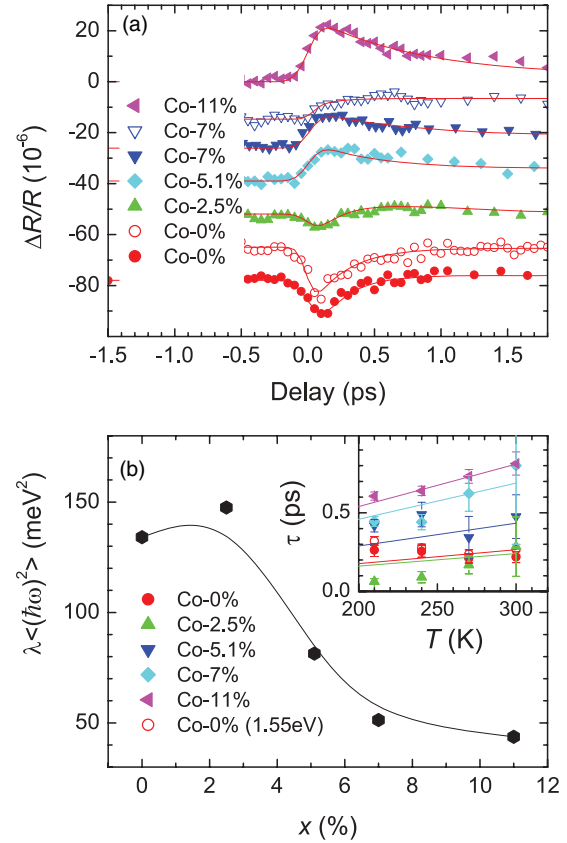 (a)
20
0
-20
-40
-60
-80
ΔR/R (10⁻⁶)
Co-11%
Co-7%
Co-7%
Co-5.1%
Co-2.5%
Co-0%
Co-0%
-1.5 -1.0 -0.5 0.0 0.5 1.0 1.5
Delay (ps)
(b)
150
100
50
λ<(ħω)²> (meV²)
Co-0%
Co-2.5%
Co-5.1%
Co-7%
Co-11%
Co-0% (1.55eV)
0 2 4 6 8 10 12
x (%)
0.5
0.0
τ (ps)
200 240 280 320
T (K)